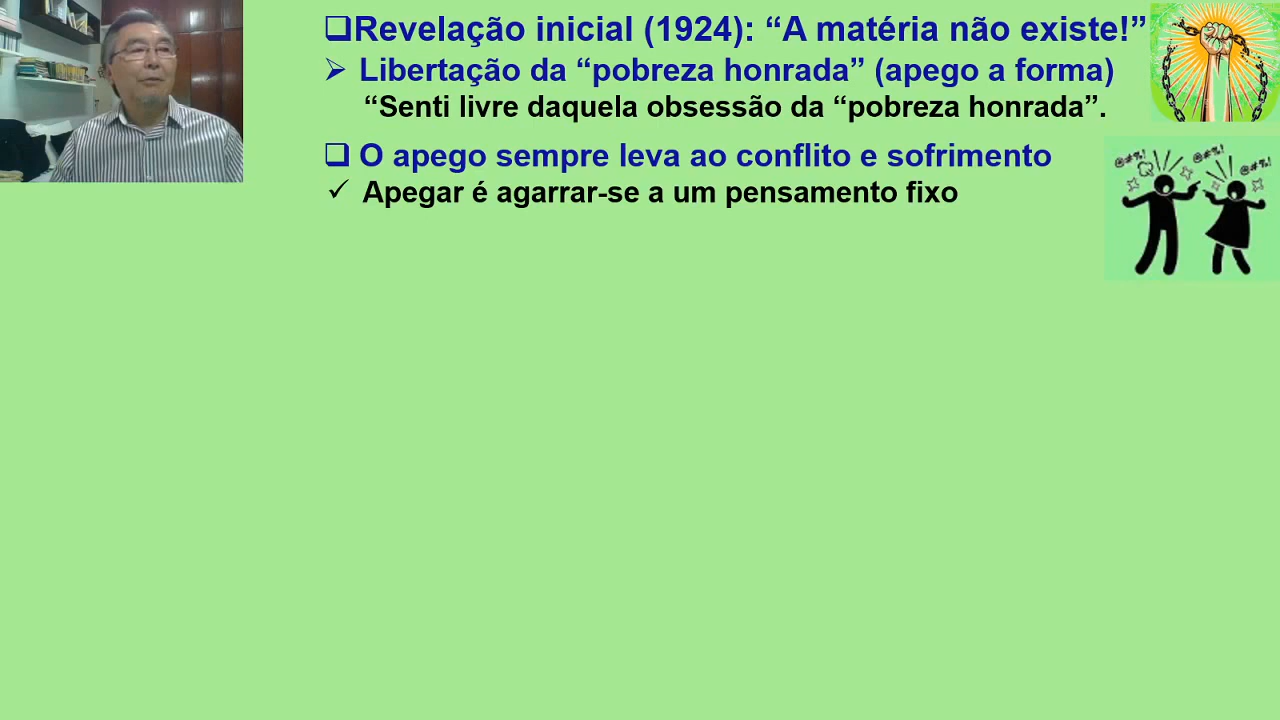 ❑Revelação inicial (1924): “A matéria não existe!”
➢ Libertação da “pobreza honrada” (apego a forma)
“Senti livre daquela obsessão da “pobreza honrada”.
❑ O apego sempre leva ao conflito e sofrimento
✓ Apegar é agarrar-se a um pensamento fixo
@#%!
@#%!
@#%!